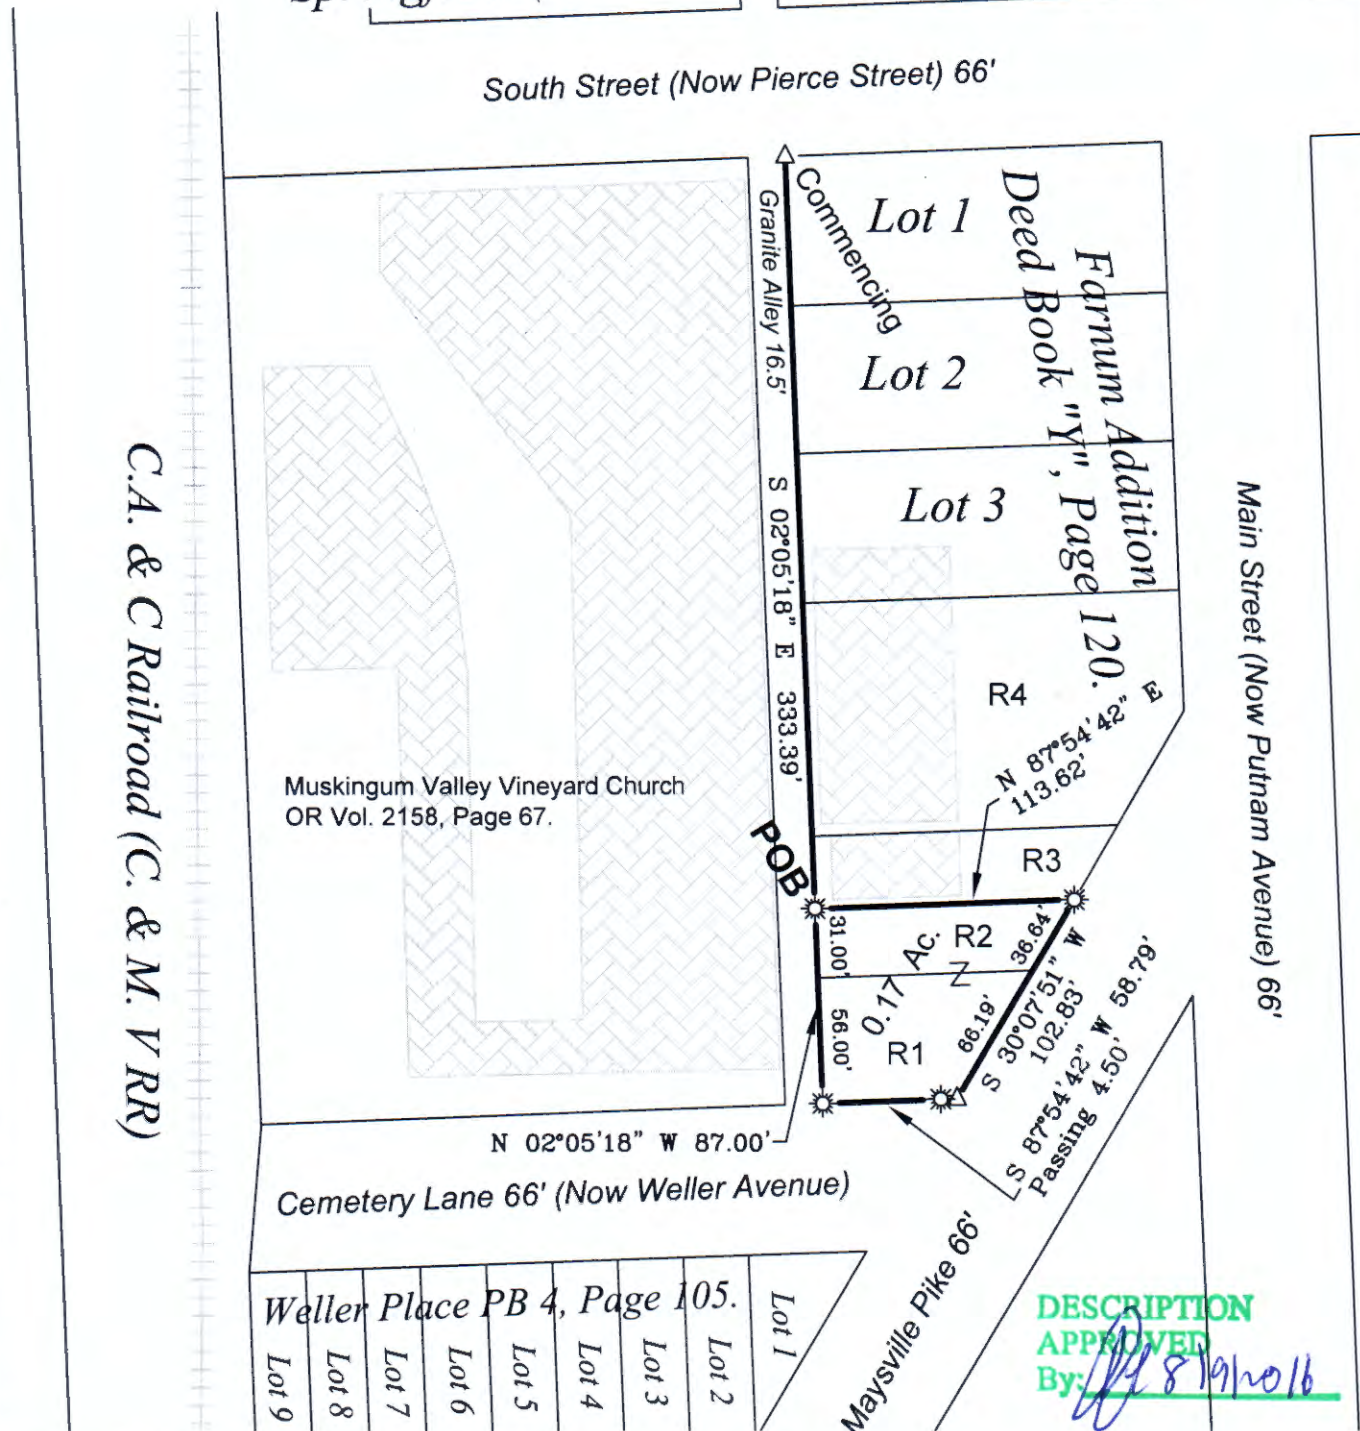 South Street (Now Pierce Street) 66'
Commencing
Granite Alley 16.5'
Lot 1
Lot 2
Lot 3
Farnum Addition
Deed Book "Y", Page 120.
Main Street (Now Putnam Avenue) 66'
C.A. & C Railroad (C. & M. V RR)
S 02°05'18" E 333.39'
R4
N 87°54'42" E
113.62'
Muskingum Valley Vineyard Church
OR Vol. 2158, Page 67.
POB
R3
R2
31.00'
36.64'
0.17 Ac.
Z
56.00'
R1
66.19'
S 30°07'51" W
102.83'
S 87°54'42" W 58.79'
Passing 4.50'
N 02°05'18" W 87.00'
Cemetery Lane 66' (Now Weller Avenue)
Maysville Pike 66'
Weller Place PB 4, Page 105.
Lot 9
Lot 8
Lot 7
Lot 6
Lot 5
Lot 4
Lot 3
Lot 2
Lot 1
DESCRIPTION
APPROVED
By: 8/9/2016